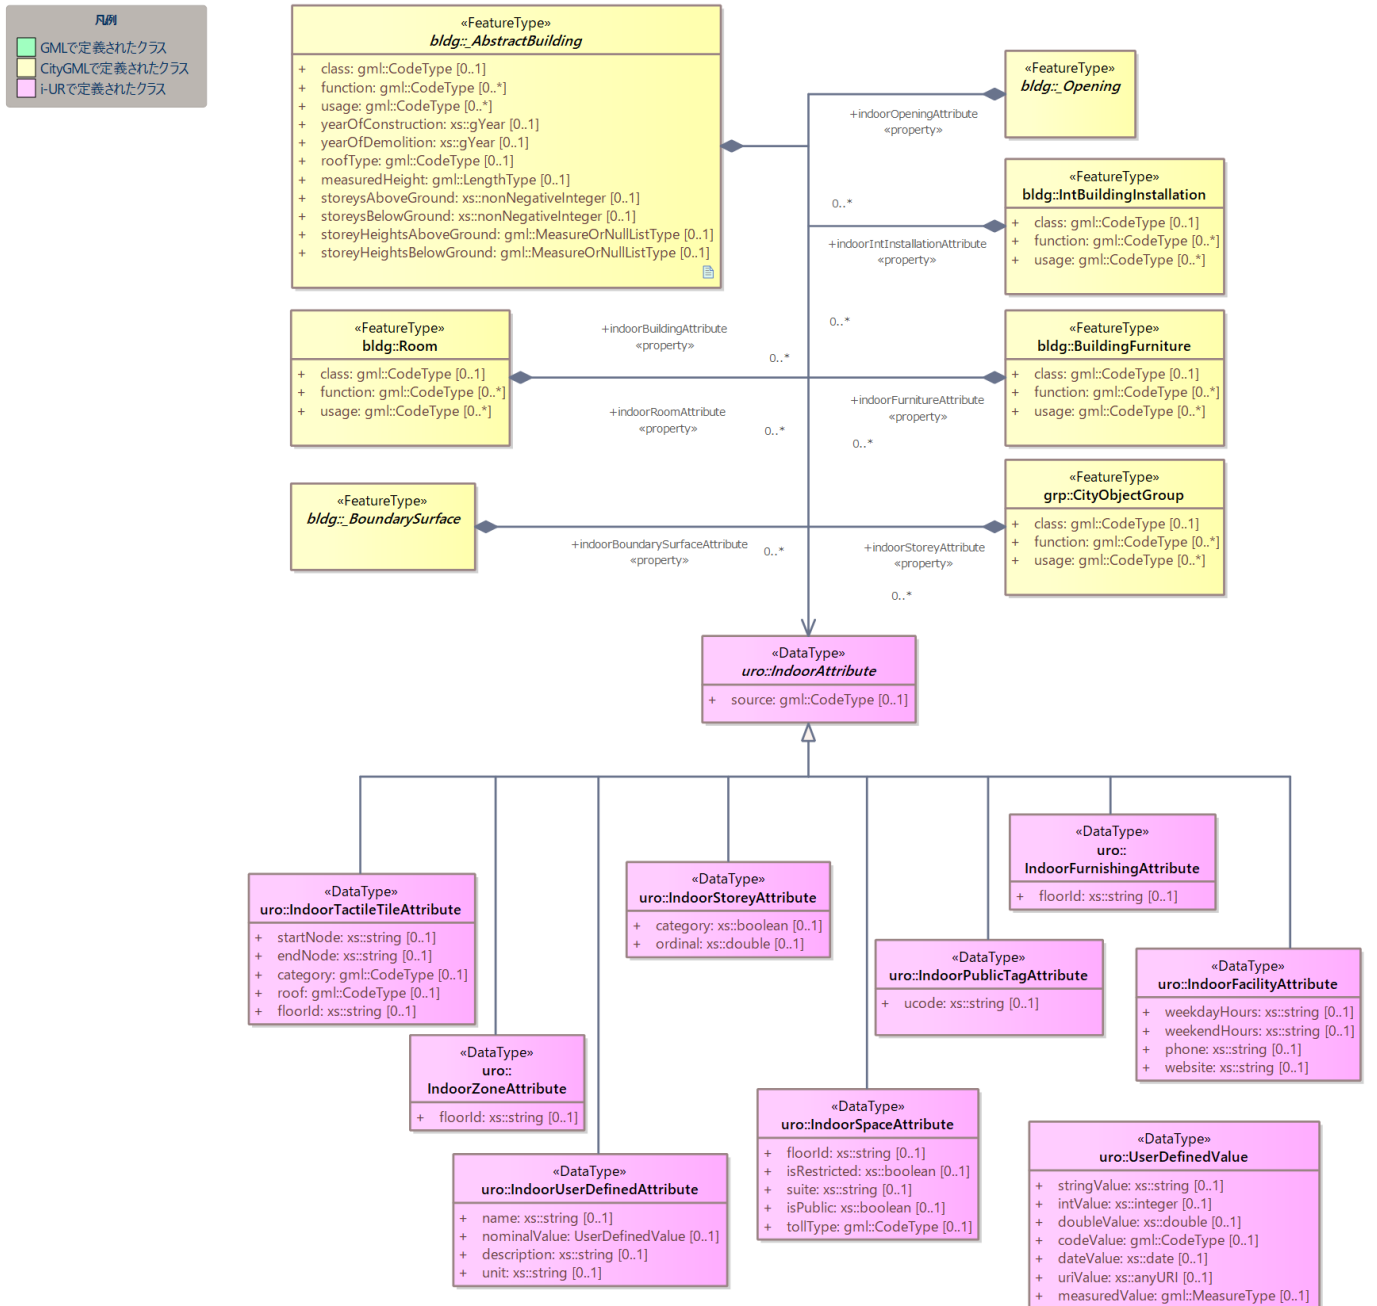 凡例
GMLで定義されたクラス
CityGMLで定義されたクラス
i-URで定義されたクラス
«FeatureType»
bldg::_AbstractBuilding
+ class: gml::CodeType [0..1]
+ function: gml::CodeType [0..*]
+ usage: gml::CodeType [0..*]
+ yearOfConstruction: xs::gYear [0..1]
+ yearOfDemolition: xs::gYear [0..1]
+ roofType: gml::CodeType [0..1]
+ measuredHeight: gml::LengthType [0..1]
+ storeysAboveGround: xs::nonNegativeInteger [0..1]
+ storeysBelowGround: xs::nonNegativeInteger [0..1]
+ storeyHeightsAboveGround: gml::MeasureOrNullListType [0..1]
+ storeyHeightsBelowGround: gml::MeasureOrNullListType [0..1]
«FeatureType»
bldg::_Opening
+indoorOpeningAttribute
«property»
0..*
«FeatureType»
bldg::IntBuildingInstallation
+ class: gml::CodeType [0..1]
+ function: gml::CodeType [0..*]
+ usage: gml::CodeType [0..*]
+indoorIntInstallationAttribute
«property»
0..*
«FeatureType»
bldg::Room
+ class: gml::CodeType [0..1]
+ function: gml::CodeType [0..*]
+ usage: gml::CodeType [0..*]
+indoorBuildingAttribute
«property»
0..*
+indoorRoomAttribute
«property»
0..*
«FeatureType»
bldg::BuildingFurniture
+ class: gml::CodeType [0..1]
+ function: gml::CodeType [0..*]
+ usage: gml::CodeType [0..*]
+indoorFurnitureAttribute
«property»
0..*
«FeatureType»
bldg::_BoundarySurface
+indoorBoundarySurfaceAttribute
«property»
0..*
«FeatureType»
grp::CityObjectGroup
+ class: gml::CodeType [0..1]
+ function: gml::CodeType [0..*]
+ usage: gml::CodeType [0..*]
+indoorStoreyAttribute
«property»
0..*
«DataType»
uro::IndoorAttribute
+ source: gml::CodeType [0..1]
«DataType»
uro::IndoorTactileTileAttribute
+ startNode: xs::string [0..1]
+ endNode: xs::string [0..1]
+ category: gml::CodeType [0..1]
+ roof: gml::CodeType [0..1]
+ floorId: xs::string [0..1]
«DataType»
uro::
IndoorZoneAttribute
+ floorId: xs::string [0..1]
«DataType»
uro::IndoorUserDefinedAttribute
+ name: xs::string [0..1]
+ nominalValue: UserDefinedValue [0..1]
+ description: xs::string [0..1]
+ unit: xs::string [0..1]
«DataType»
uro::IndoorStoreyAttribute
+ category: xs::boolean [0..1]
+ ordinal: xs::double [0..1]
«DataType»
uro::IndoorSpaceAttribute
+ floorId: xs::string [0..1]
+ isRestricted: xs::boolean [0..1]
+ suite: xs::string [0..1]
+ isPublic: xs::boolean [0..1]
+ tollType: gml::CodeType [0..1]
«DataType»
uro::IndoorPublicTagAttribute
+ ucode: xs::string [0..1]
«DataType»
uro::
IndoorFurnishingAttribute
+ floorId: xs::string [0..1]
«DataType»
uro::IndoorFacilityAttribute
+ weekdayHours: xs::string [0..1]
+ weekendHours: xs::string [0..1]
+ phone: xs::string [0..1]
+ website: xs::string [0..1]
«DataType»
uro::UserDefinedValue
+ stringValue: xs::string [0..1]
+ intValue: xs::integer [0..1]
+ doubleValue: xs::double [0..1]
+ codeValue: gml::CodeType [0..1]
+ dateValue: xs::date [0..1]
+ uriValue: xs::anyURI [0..1]
+ measuredValue: gml::MeasureType [0..1]